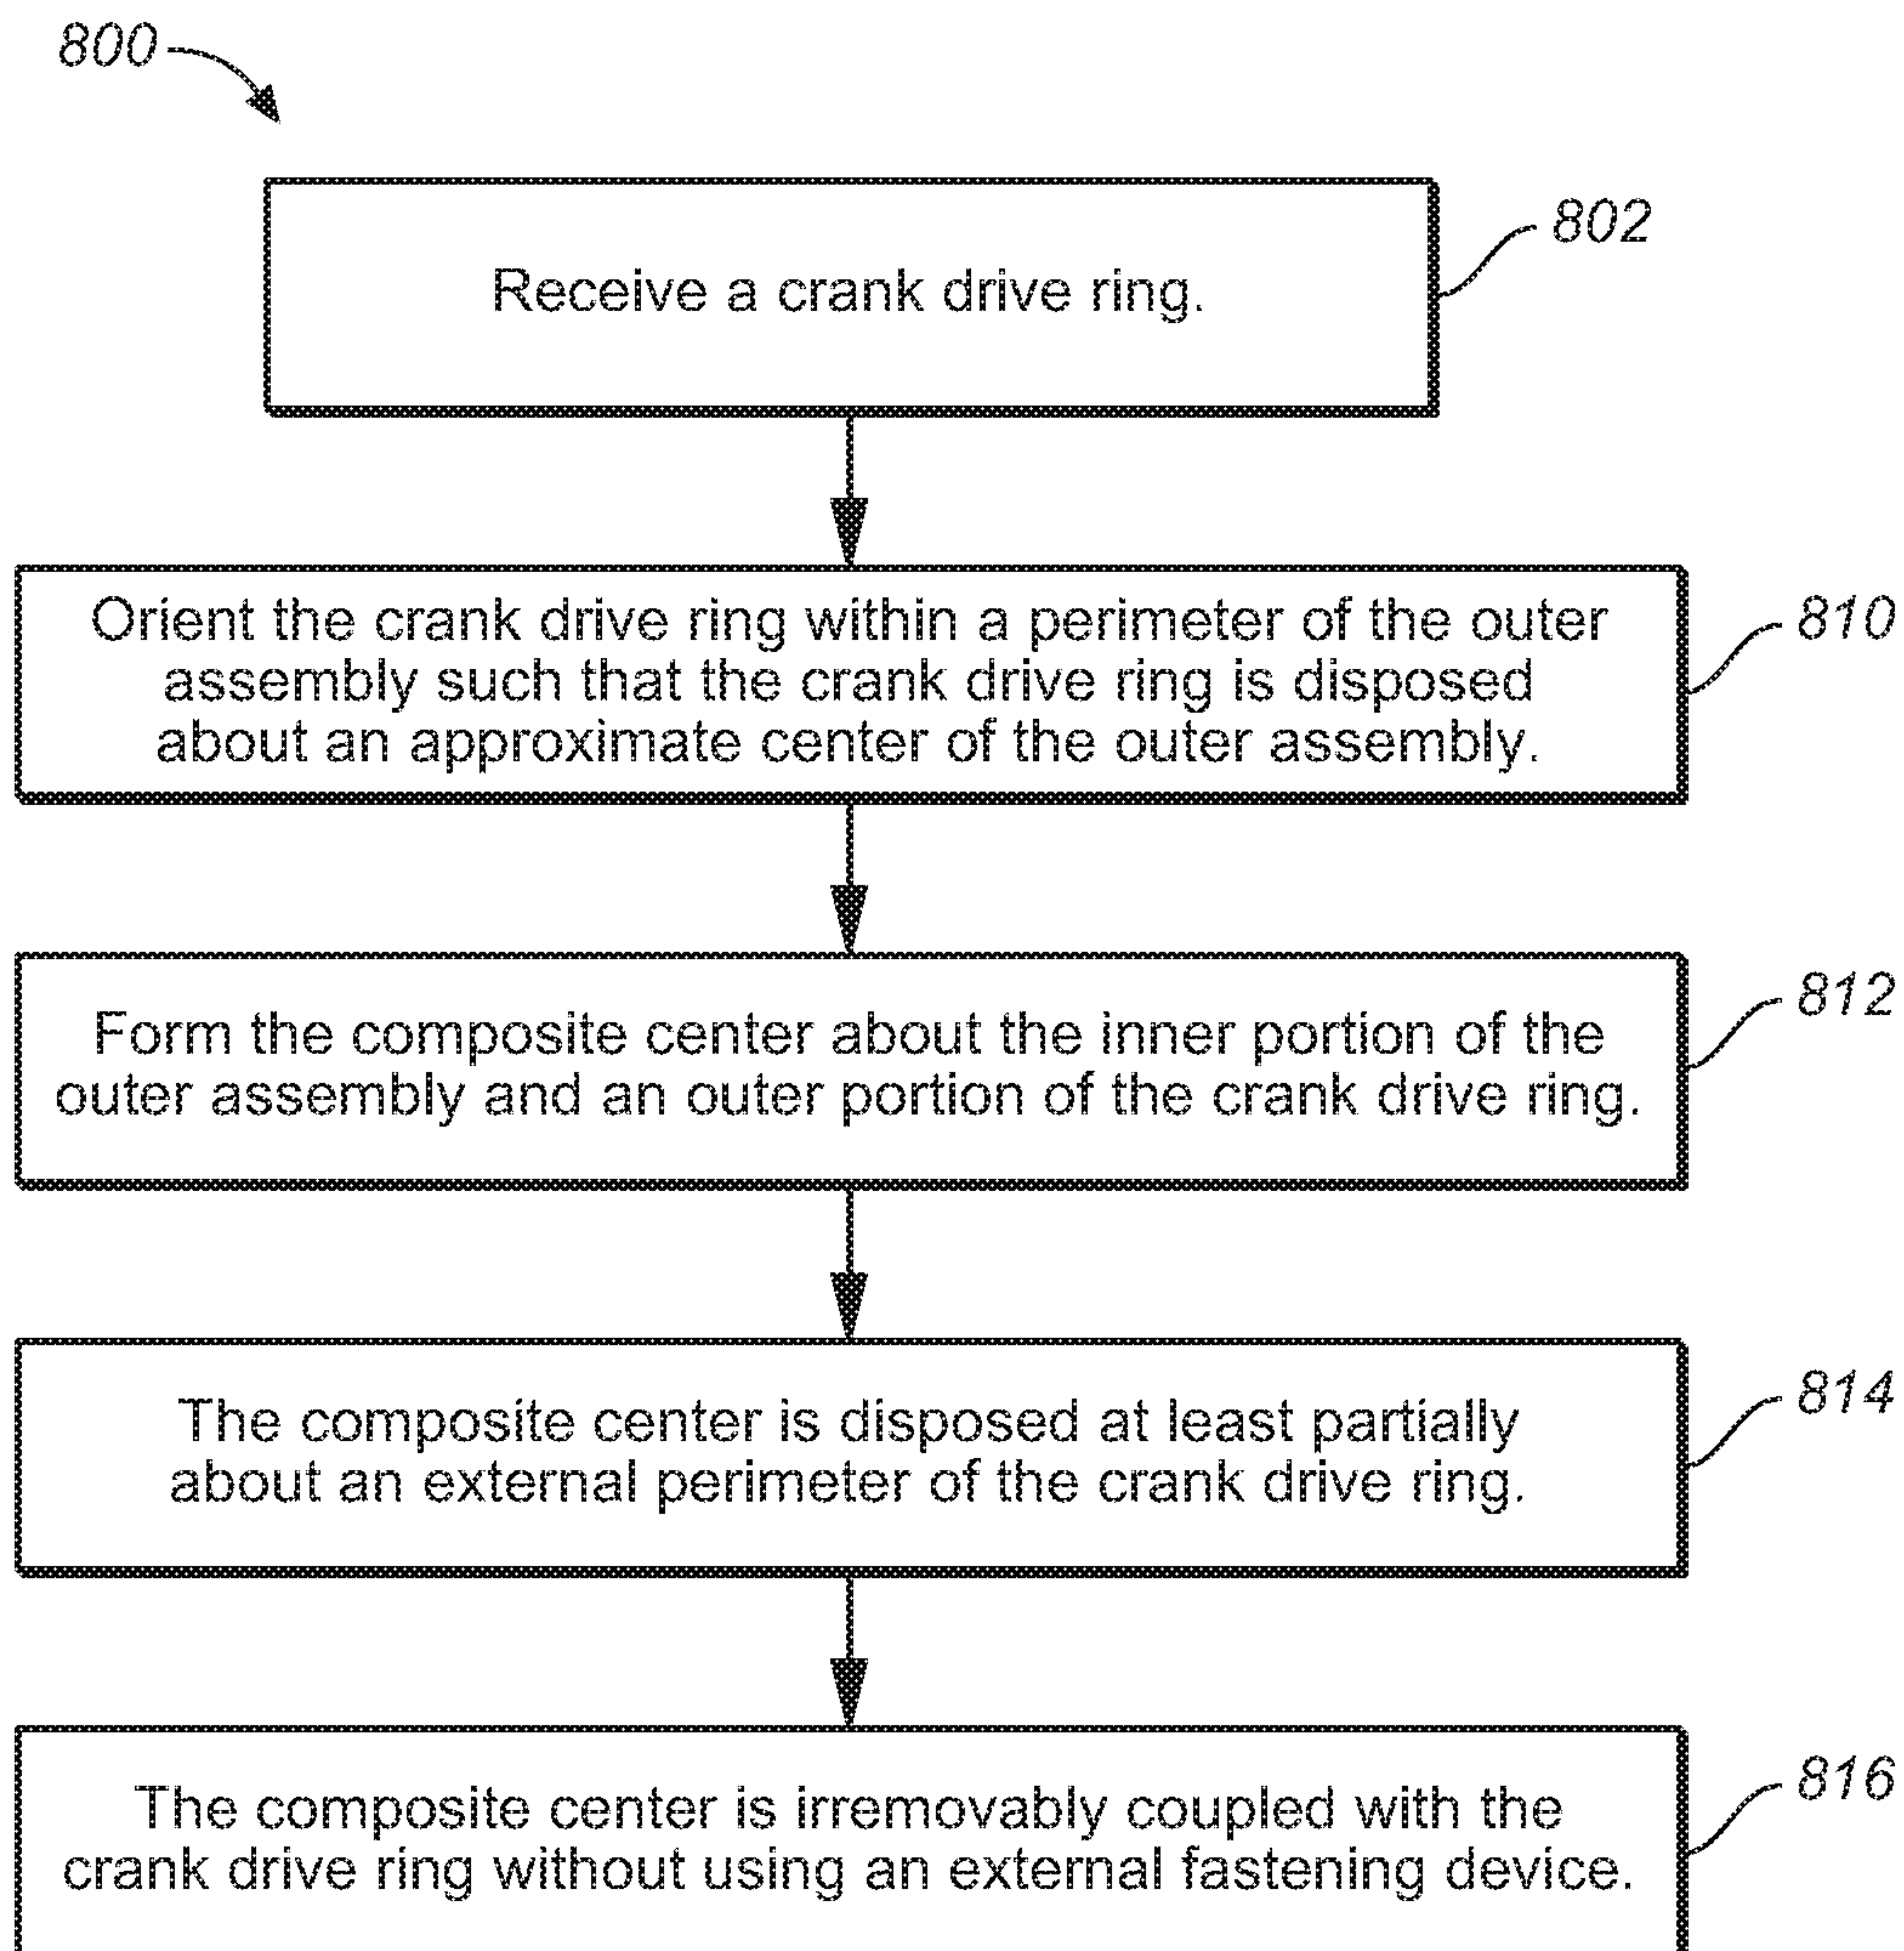 800
Receive a crank drive ring.
802
Orient the crank drive ring within a perimeter of the outer
assembly such that the crank drive ring is disposed
about an approximate center of the outer assembly.
810
Form the composite center about the inner portion of the
outer assembly and an outer portion of the crank drive ring.
812
The composite center is disposed at least partially
about an external perimeter of the crank drive ring.
814
The composite center is irremovably coupled with the
crank drive ring without using an external fastening device.
816